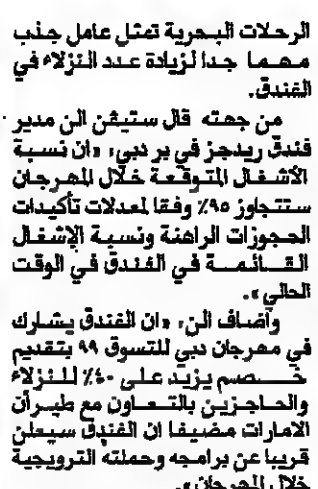 الرحلات البحرية تمثل عامل جذب
مهما جدا لزيادة عدد النزلاء في
الفندق.
من جهته قال ستيفن الن مدير
فندق ريدجز في بر دبي، «ان نسبة
الأشغال المتوقعة خلال المهرجان
ستتجاوز ٩٥٪ وفقا لمعدلات تأكيدات
الحجوزات الراهنة ونسبة الإشغال
القائمة في الفندق في الوقت
الحالي».
وأضاف الن، «ان الفندق يشارك
في مهرجان دبي للتسوق ٩٩ بتقديم
خصم يزيد على ٤٠٪ للنزلاء
والحاجزين بالتعاون مع طيران
الامارات مضيفا ان الفندق سيعلن
قريبا عن برامجه وحملته الترويجية
خلال المهرجان».